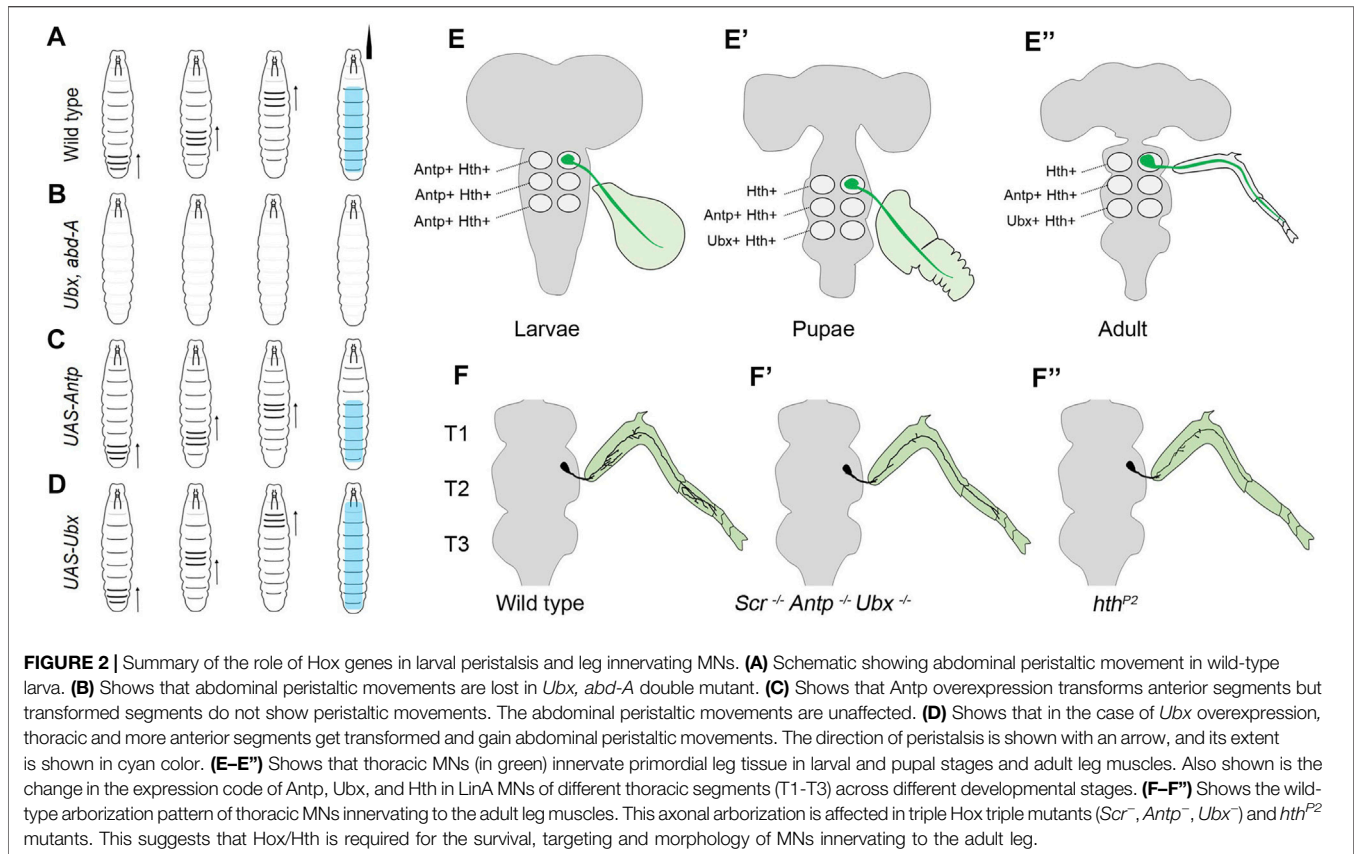 A
Wild type
B
Ubx, abd-A
C
UAS-Antp
D
UAS-Ubx
E
Antp+ Hth+
Antp+ Hth+
Antp+ Hth+
Larvae
E'
Hth+
Antp+ Hth+
Ubx+ Hth+
Pupae
E”
Hth+
Antp+ Hth+
Ubx+ Hth+
Adult
F
T1
T2
T3
Wild type
F'
Scr -/- Antp -/- Ubx -/-
F”
hthP2
FIGURE 2 | Summary of the role of Hox genes in larval peristalsis and leg innervating MNs. (A) Schematic showing abdominal peristaltic movement in wild-type
larva. (B) Shows that abdominal peristaltic movements are lost in Ubx, abd-A double mutant. (C) Shows that Antp overexpression transforms anterior segments but
transformed segments do not show peristaltic movements. The abdominal peristaltic movements are unaffected. (D) Shows that in the case of Ubx overexpression,
thoracic and more anterior segments get transformed and gain abdominal peristaltic movements. The direction of peristalsis is shown with an arrow, and its extent
is shown in cyan color. (E–E”) Shows that thoracic MNs (in green) innervate primordial leg tissue in larval and pupal stages and adult leg muscles. Also shown is the
change in the expression code of Antp, Ubx, and Hth in LinA MNs of different thoracic segments (T1-T3) across different developmental stages. (F–F”) Shows the wild-
type arborization pattern of thoracic MNs innervating to the adult leg muscles. This axonal arborization is affected in triple Hox triple mutants (Scr−, Antp−, Ubx−) and hthP2
mutants. This suggests that Hox/Hth is required for the survival, targeting and morphology of MNs innervating to the adult leg.